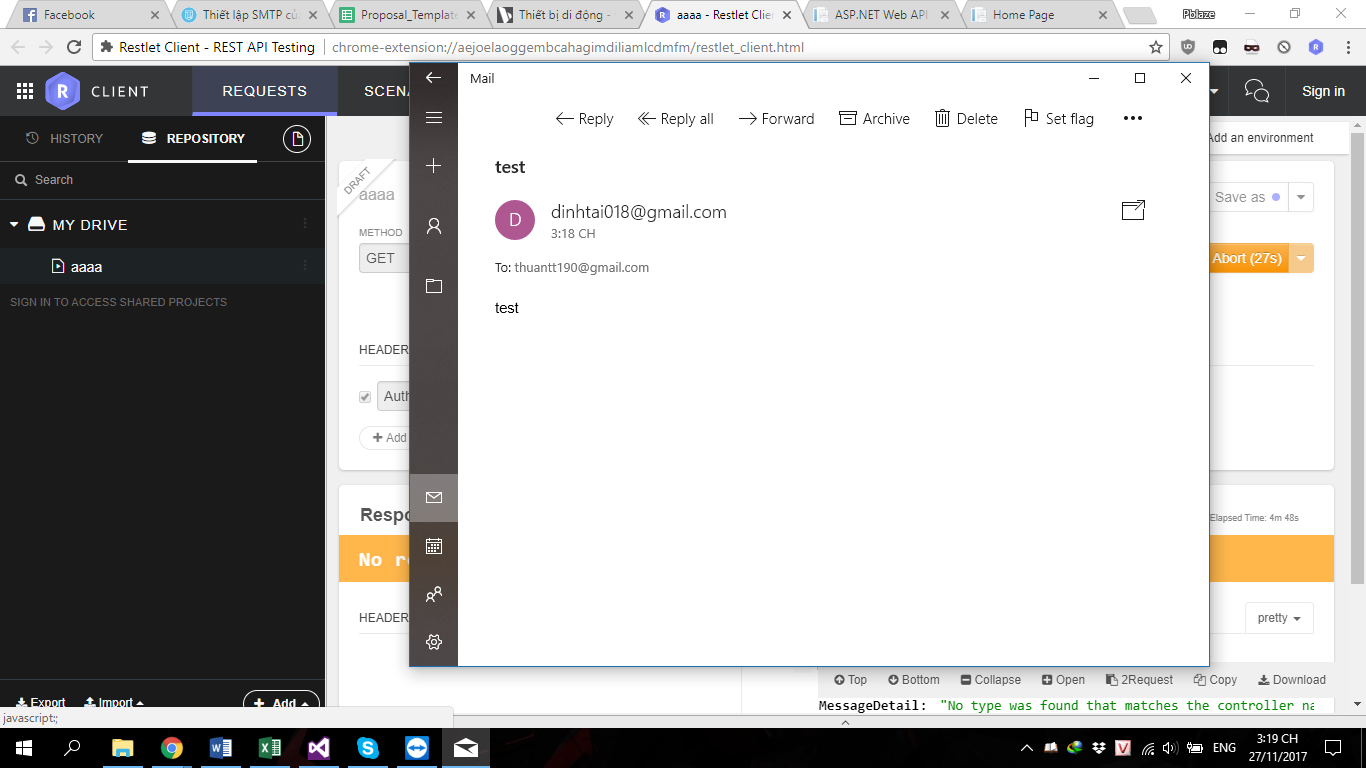 Facebook
Thiết lập SMTP củ
Proposal_Template
Thiết bị di động -
aaaa - Restlet Clie
ASP.NET Web API
Home Page
Pblaze
Restlet Client - REST API Testing
chrome-extension://aejoelaoggembcahagimdiliamlcdmfm/restlet_client.html
CLIENT
REQUESTS
SCEN
Sign in
HISTORY
REPOSITORY
Search
MY DRIVE
aaaa
SIGN IN TO ACCESS SHARED PROJECTS
Export
Import
Add
javascript:;
DRAFT
aaaa
METHOD
GET
HEADER
Auth
Add
Respo
No re
HEADER
Add an environment
Save as
Abort (27s)
Elapsed Time: 4m 48s
pretty
Top
Bottom
Collapse
Open
2Request
Copy
Download
MessageDetail: "No type was found that matches the controller na
Mail
Reply
Reply all
Forward
Archive
Delete
Set flag
test
D
dinhtai018@gmail.com
3:18 CH
To: thuantt190@gmail.com
test
ENG
3:19 CH
27/11/2017